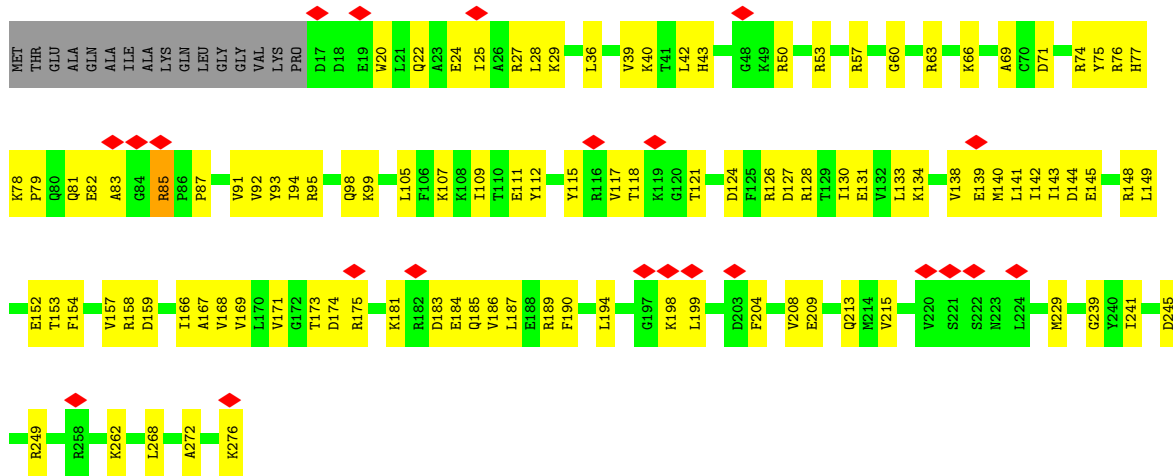 MET THR GLU ALA GLN ALA ILE ALA LYS GLN LEU GLY GLY VAL LYS PRO D17 D18 E19 W20 L21 Q22 A23 E24 I25 A26 R27 L28 K29 L36 V39 K40 T41 L42 H43 G48 K49 R50 R53 R57 G60 R63 K66 A69 C70 D71 R74 Y75 R76 H77
K78 P79 Q80 Q81 E82 A83 G84 R85 P86 P87 V91 V92 Y93 I94 R95 Q98 K99 L105 F106 K107 K108 I109 T110 E111 Y112 Y115 R116 V117 T118 K119 G120 T121 D124 F125 R126 D127 R128 T129 I130 E131 V132 L133 K134 V138 E139 M140 L141 I142 I143 D144 E145 R148 L149
E152 T153 F154 V157 R158 D159 I166 A167 V168 V169 L170 V171 G172 T173 D174 R175 K181 R182 D183 E184 Q185 V186 L187 E188 R189 F190 L194 G197 K198 L199 D203 F204 V208 E209 Q213 M214 V215 V220 S221 S222 N223 L224 M229 G239 Y240 I241 D245
R249 R258 K262 L268 A272 K276